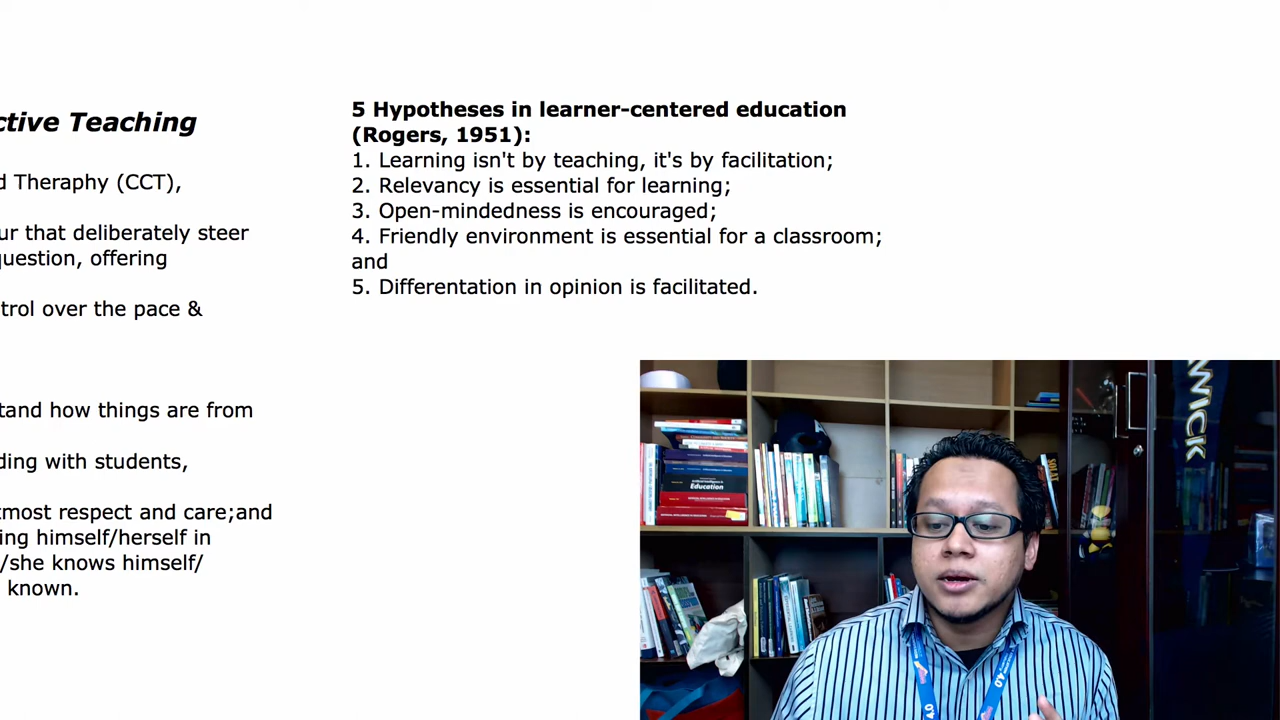 ctive Teaching
d Theraphy (CCT),
ur that deliberately steer
question, offering
trol over the pace &
tand how things are from
ding with students,
tmost respect and care;and
ing himself/herself in
/she knows himself/
known.
5 Hypotheses in learner-centered education
(Rogers, 1951):
1. Learning isn't by teaching, it's by facilitation;
2. Relevancy is essential for learning;
3. Open-mindedness is encouraged;
4. Friendly environment is essential for a classroom;
and
5. Differentation in opinion is facilitated.
WICK
Education